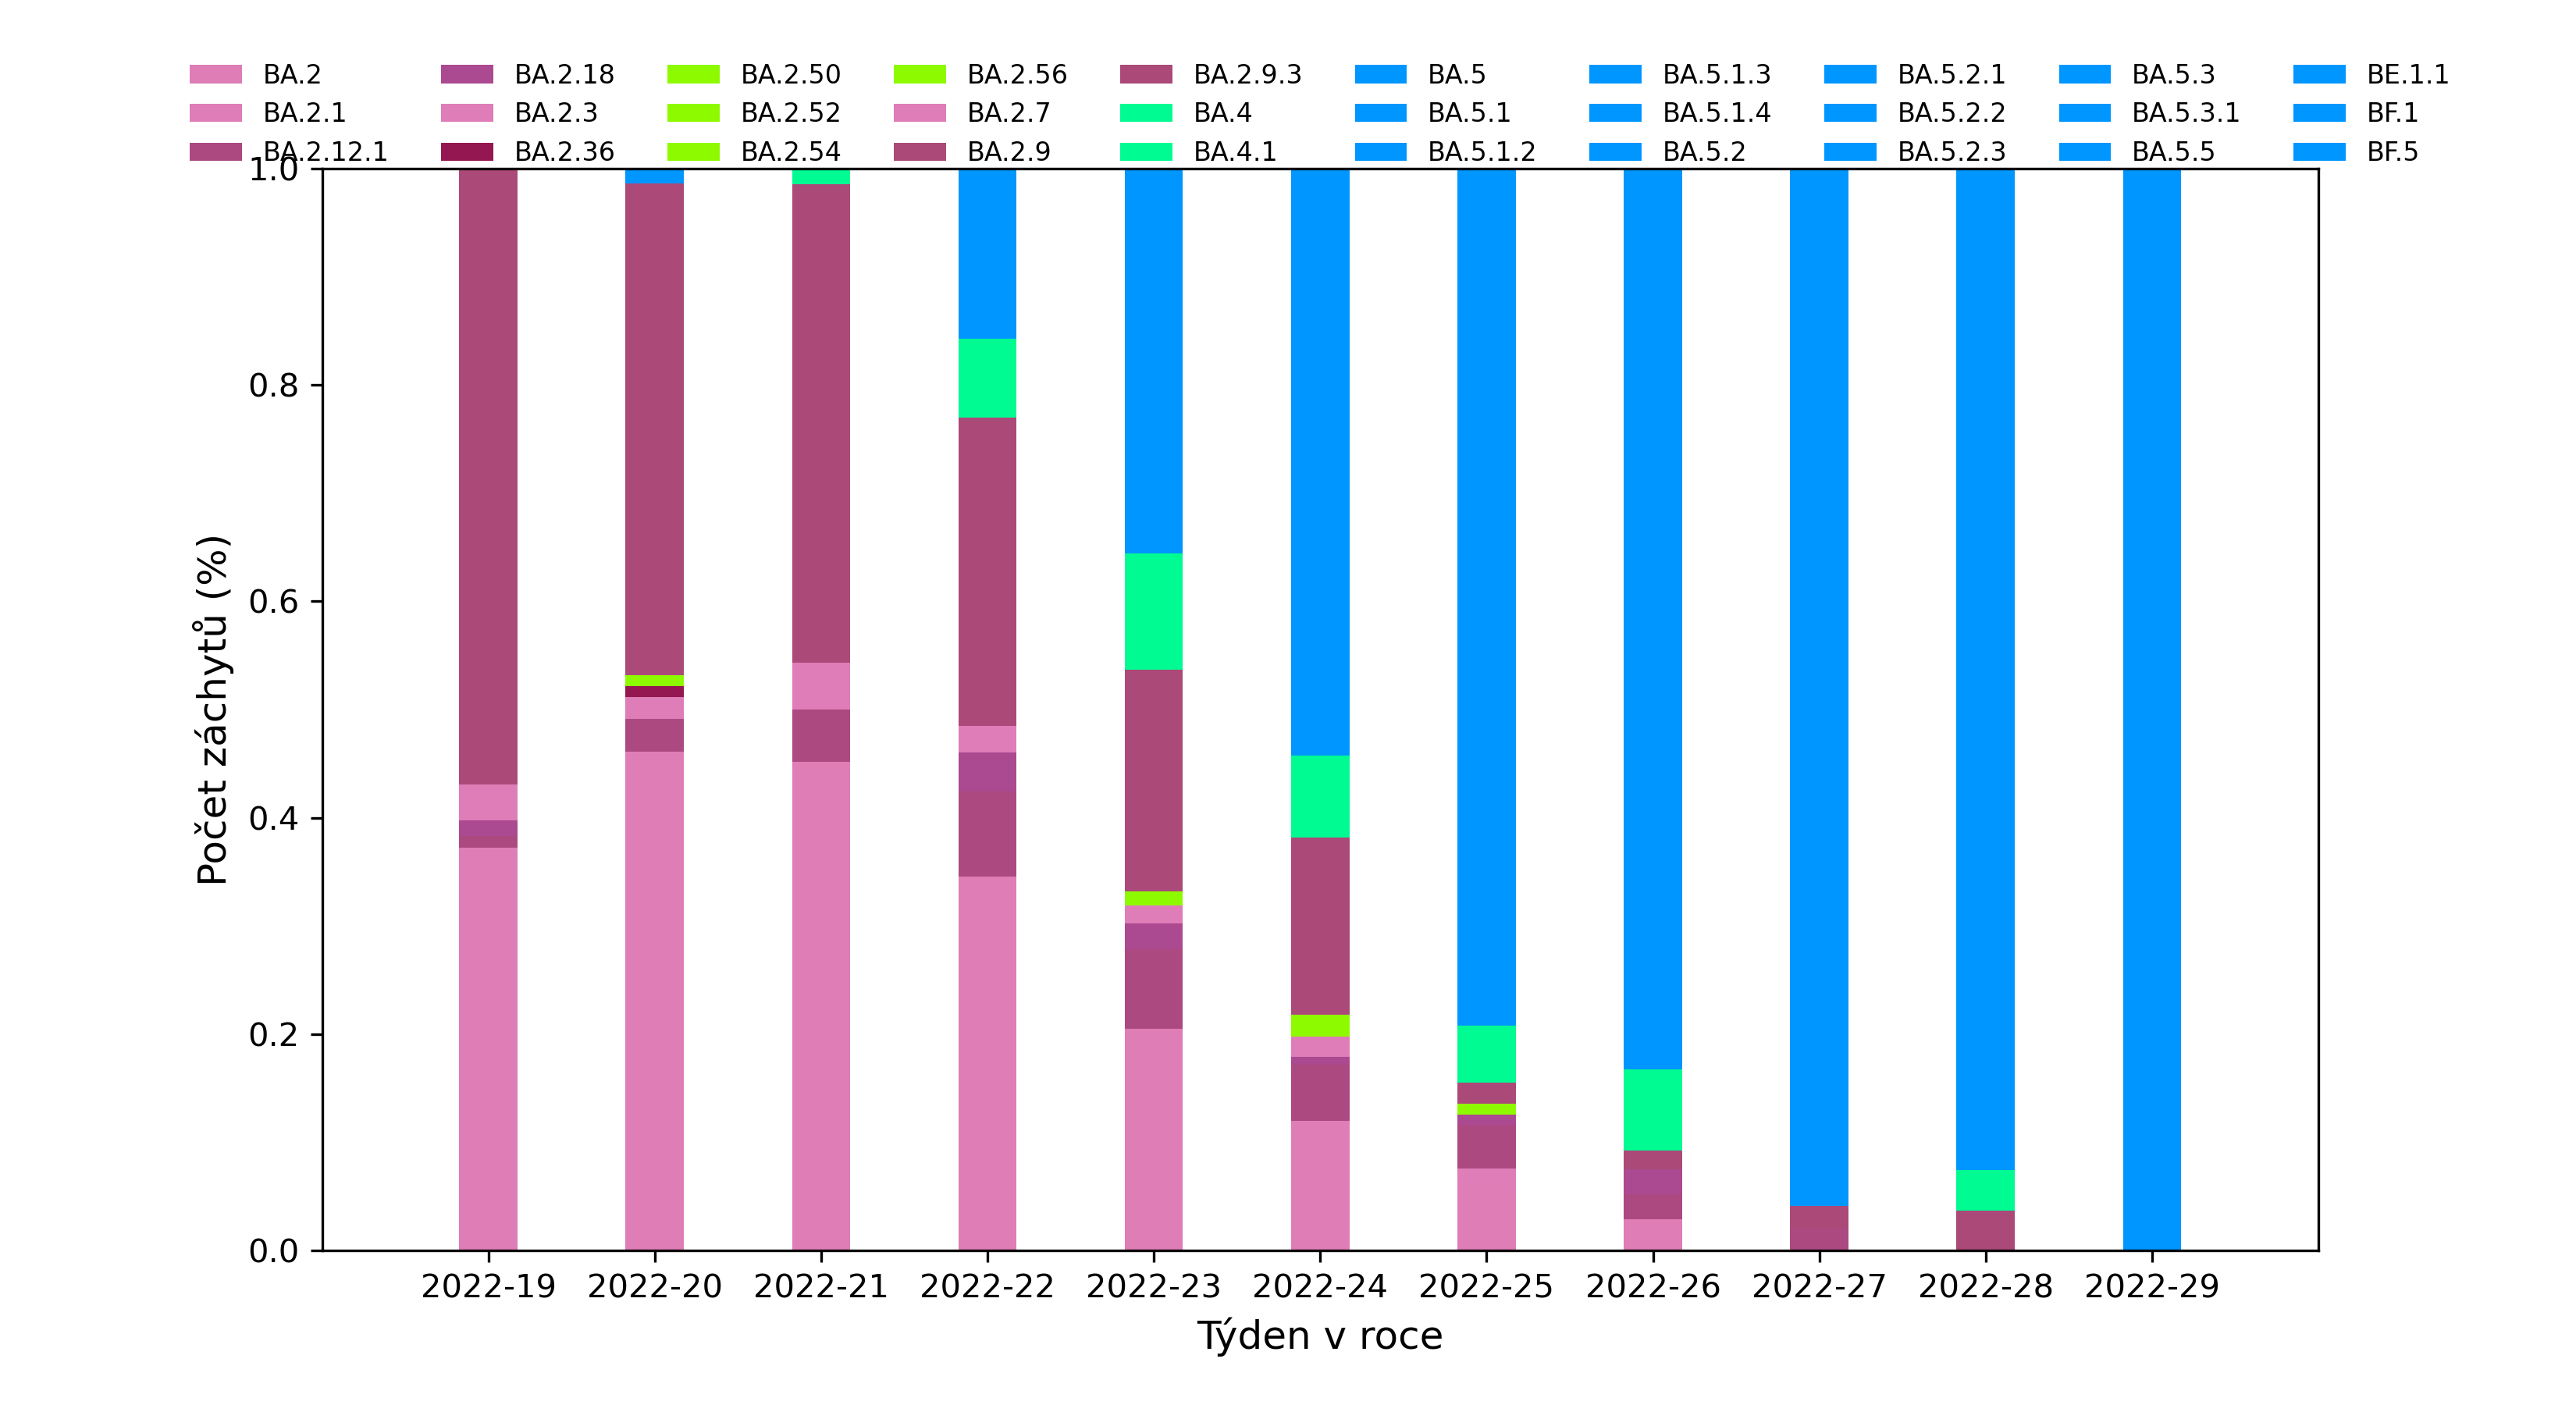 BA.2 BA.2.18 BA.2.50 BA.2.56 BA.2.9.3 BA.5 BA.5.1.3 BA.5.2.1 BA.5.3 BE.1.1
BA.2.1 BA.2.3 BA.2.52 BA.2.7 BA.4 BA.5.1 BA.5.1.4 BA.5.2.2 BA.5.3.1 BF.1
BA.2.12.1 BA.2.36 BA.2.54 BA.2.9 BA.4.1 BA.5.1.2 BA.5.2 BA.5.2.3 BA.5.5 BF.5
1.0
0.8
0.6
0.4
0.2
0.0
Počet záchytů (%)
2022-19 2022-20 2022-21 2022-22 2022-23 2022-24 2022-25 2022-26 2022-27 2022-28 2022-29
Týden v roce